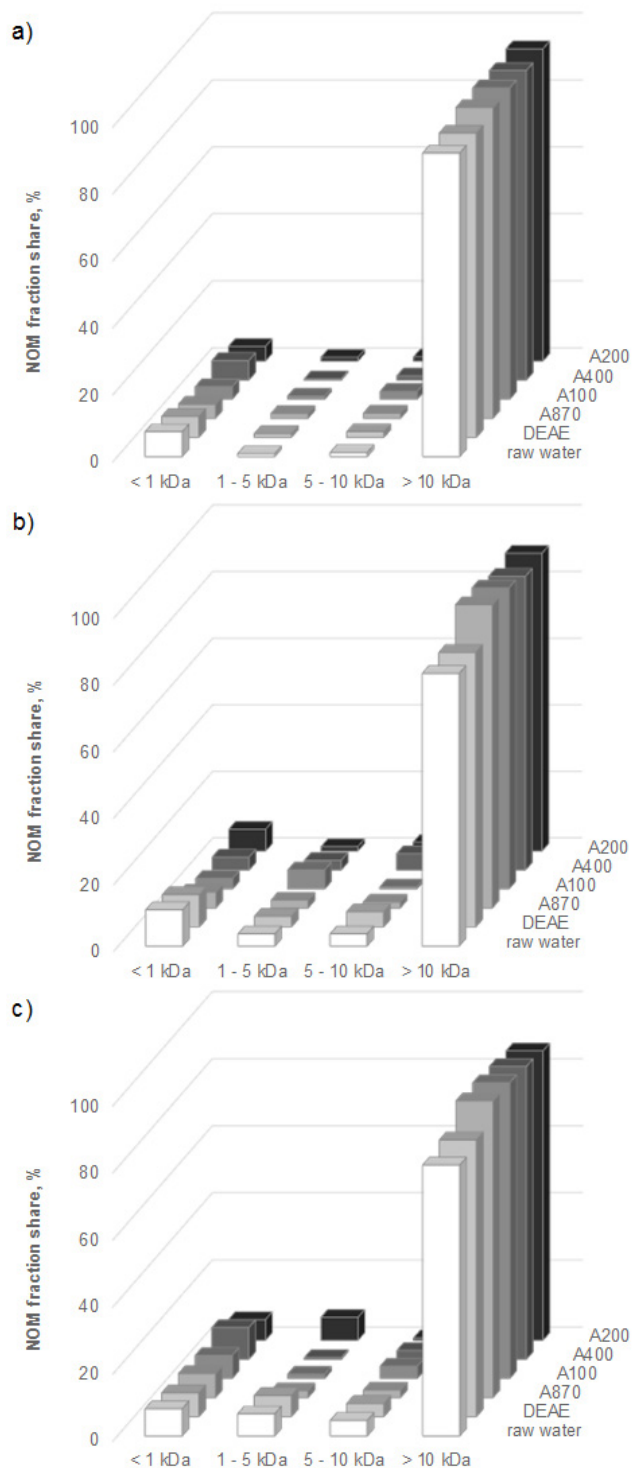 a)
NOM fraction share, %
100
80
60
40
20
0
A200
A400
A100
A870
DEAE
raw water
< 1 kDa 1 - 5 kDa 5 - 10 kDa > 10 kDa
b)
NOM fraction share, %
100
80
60
40
20
0
A200
A400
A100
A870
DEAE
raw water
< 1 kDa 1 - 5 kDa 5 - 10 kDa > 10 kDa
c)
NOM fraction share, %
100
80
60
40
20
0
A200
A400
A100
A870
DEAE
raw water
< 1 kDa 1 - 5 kDa 5 - 10 kDa > 10 kDa